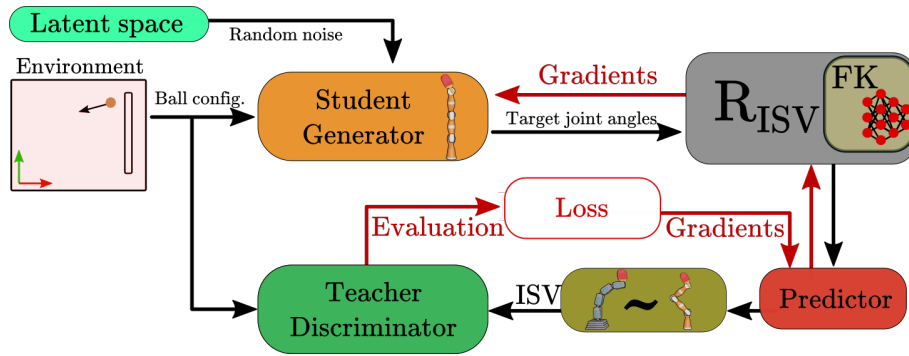 Latent space
Random noise
Environment
Ball config.
Student
Generator
Gradients
Target joint angles
R_ISV
FK
Evaluation
Loss
Gradients
Teacher
Discriminator
ISV
~
Predictor